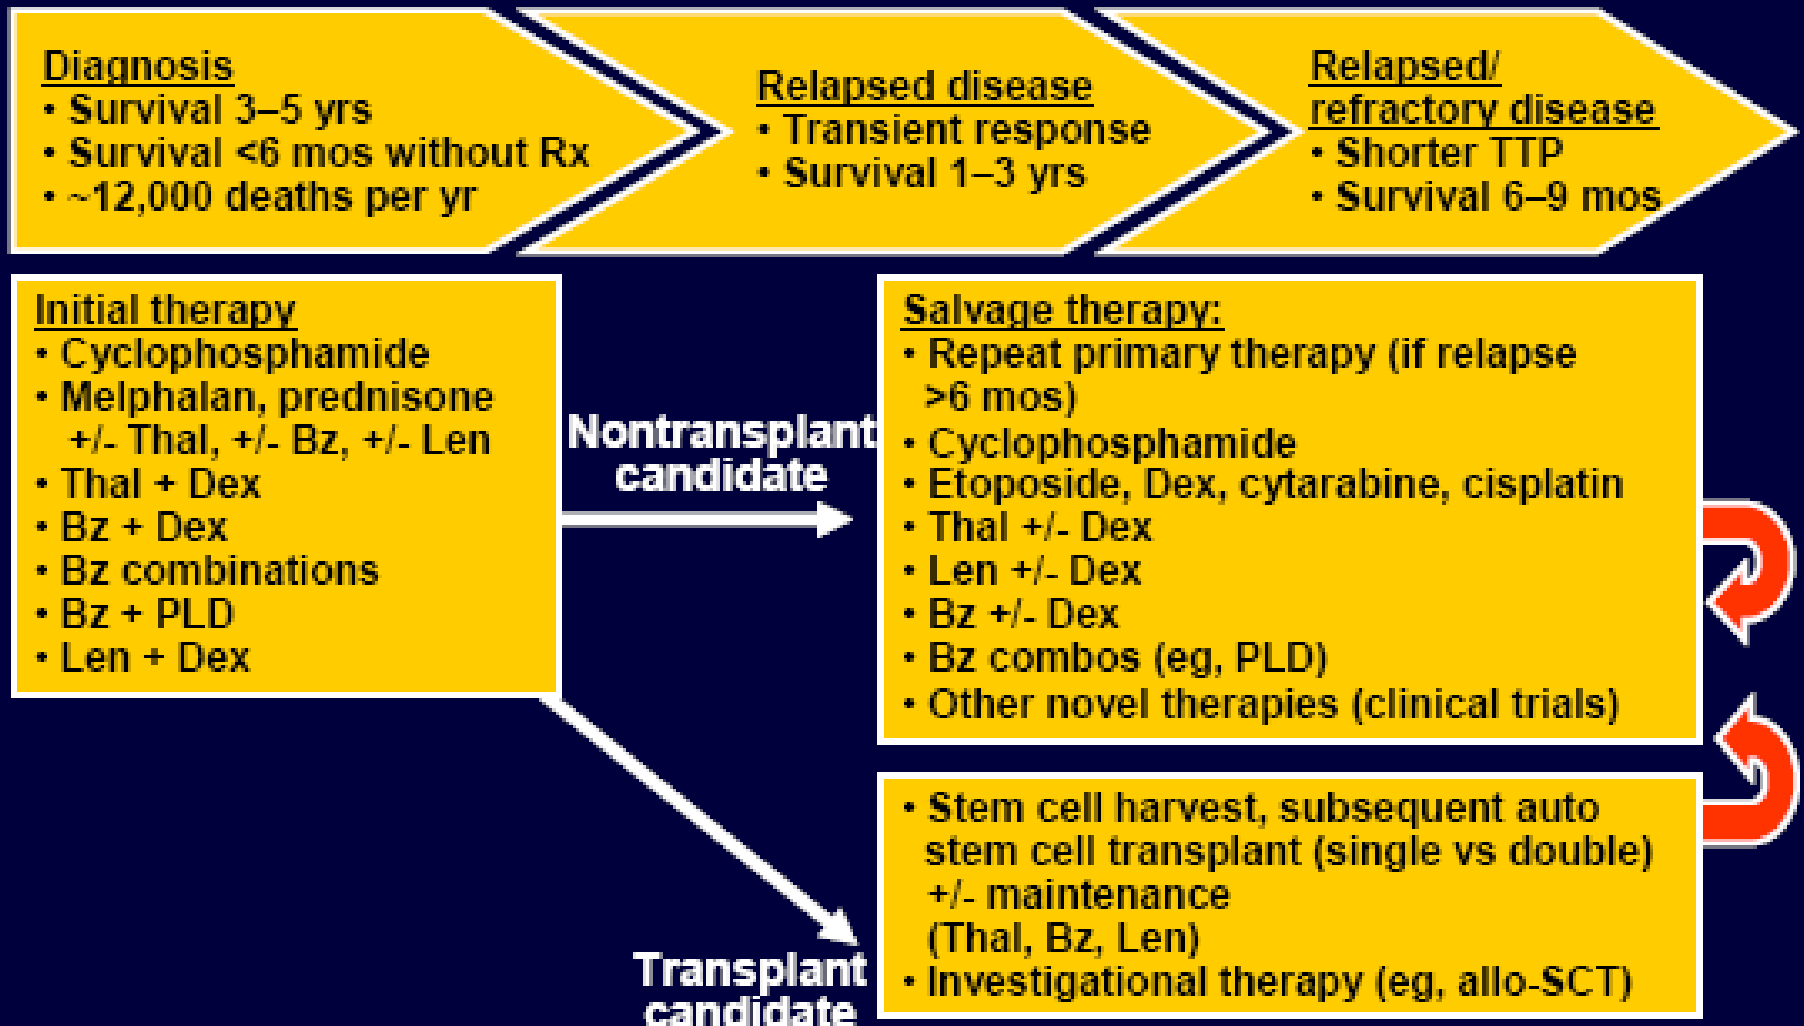 Diagnosis
• Survival 3–5 yrs
• Survival <6 mos without Rx
• ~12,000 deaths per yr
Relapsed disease
• Transient response
• Survival 1–3 yrs
Relapsed/
refractory disease
• Shorter TTP
• Survival 6–9 mos
Initial therapy
• Cyclophosphamide
• Melphalan, prednisone
+/- Thal, +/- Bz, +/- Len
• Thal + Dex
• Bz + Dex
• Bz combinations
• Bz + PLD
• Len + Dex
Nontransplant
candidate
Salvage therapy:
• Repeat primary therapy (if relapse
>6 mos)
• Cyclophosphamide
• Etoposide, Dex, cytarabine, cisplatin
• Thal +/- Dex
• Len +/- Dex
• Bz +/- Dex
• Bz combos (eg, PLD)
• Other novel therapies (clinical trials)
Transplant
candidate
• Stem cell harvest, subsequent auto
stem cell transplant (single vs double)
+/- maintenance
(Thal, Bz, Len)
• Investigational therapy (eg, allo-SCT)